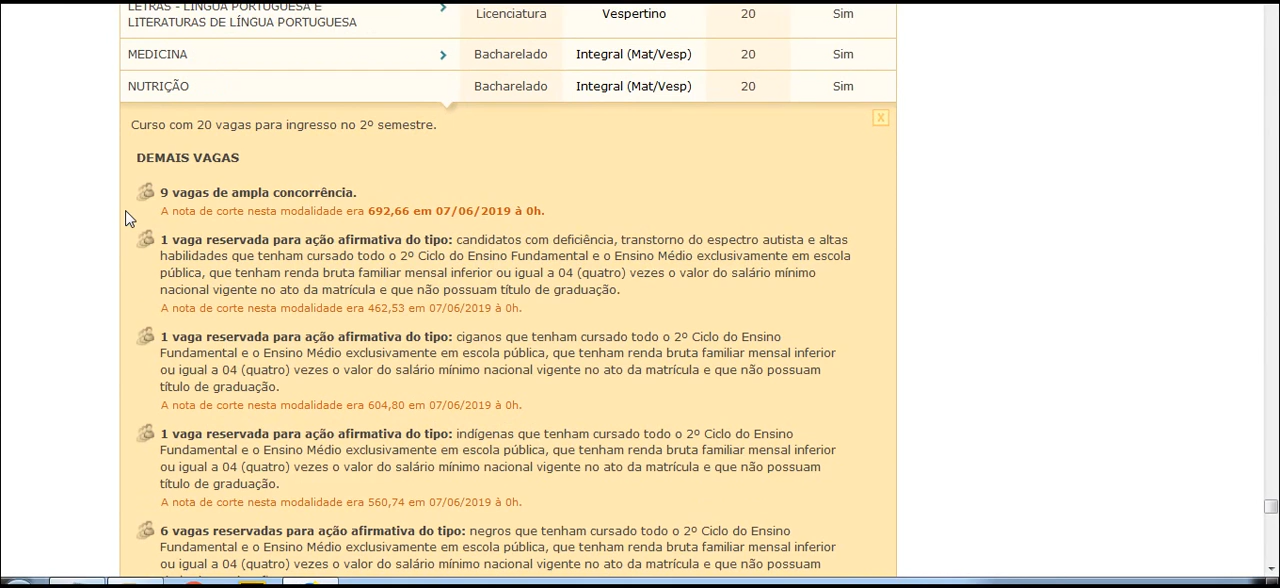 LETRAS - LÍNGUA PORTUGUESA E
LITERATURAS DE LÍNGUA PORTUGUESA
Licenciatura
Vespertino
20
Sim
MEDICINA
Bacharelado
Integral (Mat/Vesp)
20
Sim
NUTRIÇÃO
Bacharelado
Integral (Mat/Vesp)
20
Sim
Curso com 20 vagas para ingresso no 2º semestre.
X
DEMAIS VAGAS
9 vagas de ampla concorrência.
A nota de corte nesta modalidade era 692,66 em 07/06/2019 à 0h.
1 vaga reservada para ação afirmativa do tipo: candidatos com deficiência, transtorno do espectro autista e altas
habilidades que tenham cursado todo o 2º Ciclo do Ensino Fundamental e o Ensino Médio exclusivamente em escola
pública, que tenham renda bruta familiar mensal inferior ou igual a 04 (quatro) vezes o valor do salário mínimo
nacional vigente no ato da matrícula e que não possuam título de graduação.
A nota de corte nesta modalidade era 462,53 em 07/06/2019 à 0h.
1 vaga reservada para ação afirmativa do tipo: ciganos que tenham cursado todo o 2º Ciclo do Ensino
Fundamental e o Ensino Médio exclusivamente em escola pública, que tenham renda bruta familiar mensal inferior
ou igual a 04 (quatro) vezes o valor do salário mínimo nacional vigente no ato da matrícula e que não possuam
título de graduação.
A nota de corte nesta modalidade era 604,80 em 07/06/2019 à 0h.
1 vaga reservada para ação afirmativa do tipo: indígenas que tenham cursado todo o 2º Ciclo do Ensino
Fundamental e o Ensino Médio exclusivamente em escola pública, que tenham renda bruta familiar mensal inferior
ou igual a 04 (quatro) vezes o valor do salário mínimo nacional vigente no ato da matrícula e que não possuam
título de graduação.
A nota de corte nesta modalidade era 560,74 em 07/06/2019 à 0h.
6 vagas reservadas para ação afirmativa do tipo: negros que tenham cursado todo o 2º Ciclo do Ensino
Fundamental e o Ensino Médio exclusivamente em escola pública, que tenham renda bruta familiar mensal inferior
ou igual a 04 (quatro) vezes o valor do salário mínimo nacional vigente no ato da matrícula e que não possuam